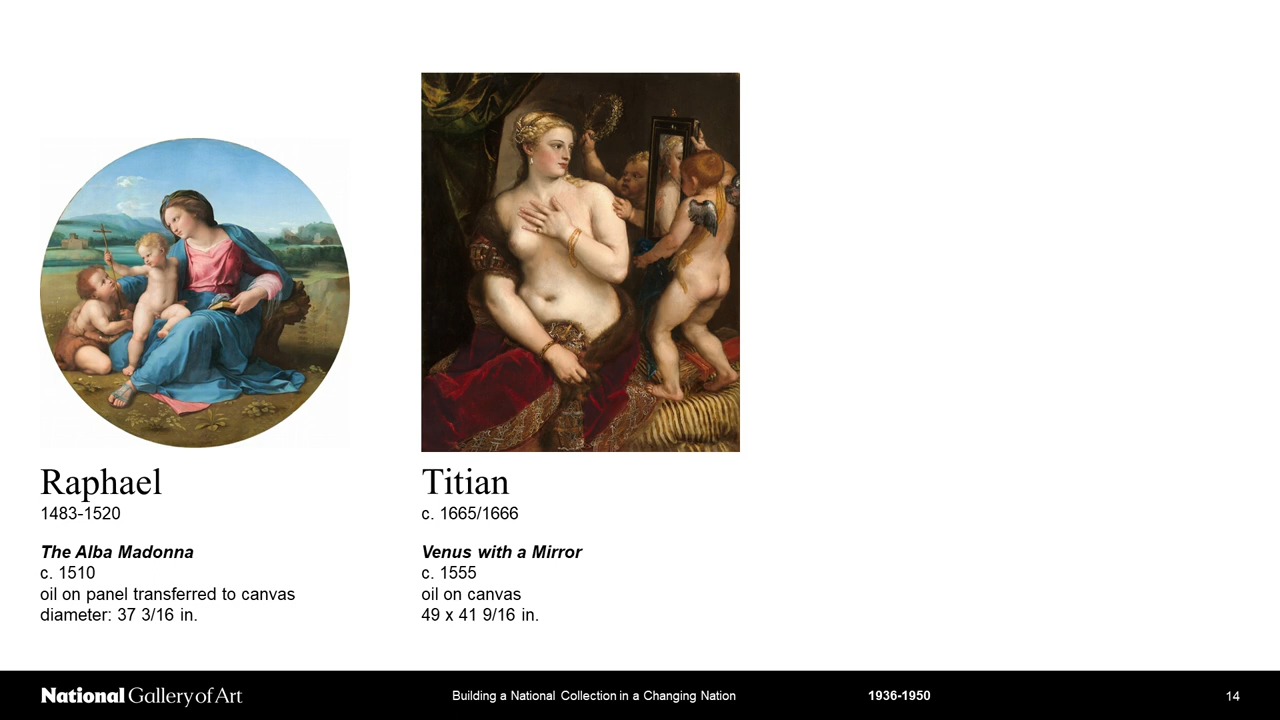 Raphael
1483-1520
The Alba Madonna
c. 1510
oil on panel transferred to canvas
diameter: 37 3/16 in.
Titian
c. 1665/1666
Venus with a Mirror
c. 1555
oil on canvas
49 x 41 9/16 in.
National Gallery of Art
Building a National Collection in a Changing Nation
1936-1950
14